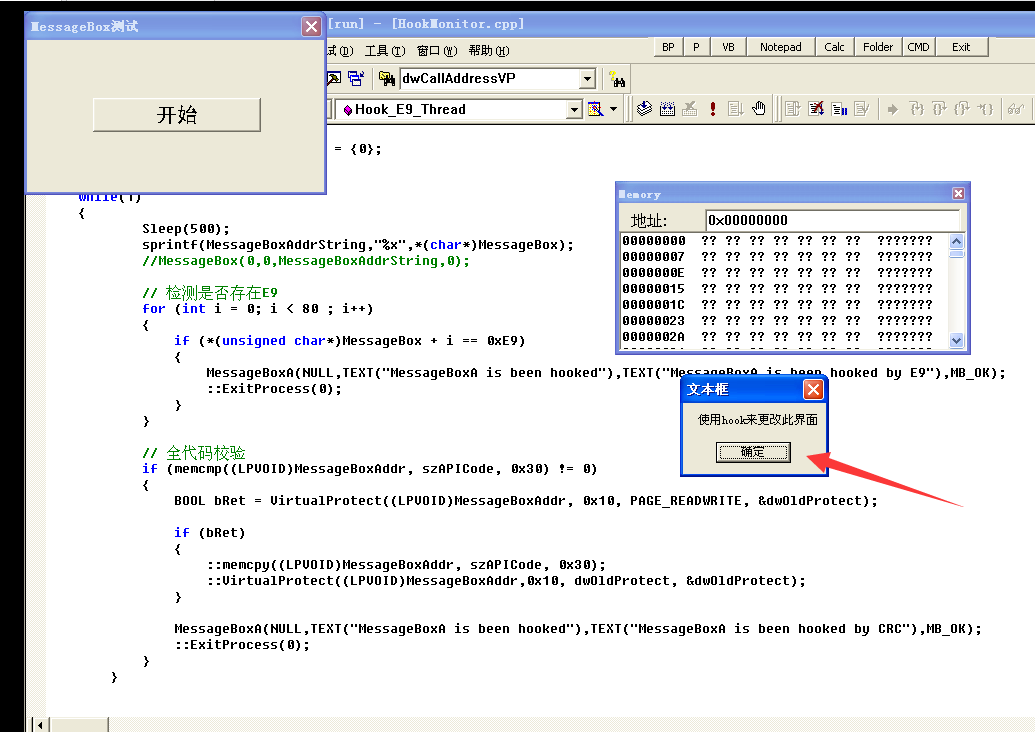 MessageBox测试
[run] - [HookMonitor.cpp]
试(D) 工具(T) 窗口(W) 帮助(H)
BP P VB Notepad Calc Folder CMD Exit
dwCallAddressVP
开始
Hook_E9_Thread
= {0};
while(1)
{
Sleep(500);
sprintf(MessageBoxAddrString,"%x",*(char*)MessageBox);
//MessageBox(0,0,MessageBoxAddrString,0);
// 检测是否存在E9
for (int i = 0; i < 80 ; i++)
{
if (*(unsigned char*)MessageBox + i == 0xE9)
{
MessageBoxA(NULL,TEXT("MessageBoxA is been hooked"),TEXT("MessageBoxA is been hooked by E9"),MB_OK);
::ExitProcess(0);
}
}
// 全代码校验
if (memcmp((LPVOID)MessageBoxAddr, szAPICode, 0x30) != 0)
{
BOOL bRet = VirtualProtect((LPVOID)MessageBoxAddr, 0x10, PAGE_READWRITE, &dwOldProtect);
if (bRet)
{
::memcpy((LPVOID)MessageBoxAddr, szAPICode, 0x30);
::VirtualProtect((LPVOID)MessageBoxAddr,0x10, dwOldProtect, &dwOldProtect);
}
MessageBoxA(NULL,TEXT("MessageBoxA is been hooked"),TEXT("MessageBoxA is been hooked by CRC"),MB_OK);
::ExitProcess(0);
}
}
Memory
地址: 0x00000000
00000000 ?? ?? ?? ?? ?? ?? ?? ???????
00000007 ?? ?? ?? ?? ?? ?? ?? ???????
0000000E ?? ?? ?? ?? ?? ?? ?? ???????
00000015 ?? ?? ?? ?? ?? ?? ?? ???????
0000001C ?? ?? ?? ?? ?? ?? ?? ???????
00000023 ?? ?? ?? ?? ?? ?? ?? ???????
0000002A ?? ?? ?? ?? ?? ?? ?? ???????
文本框
使用hook来更改此界面
确定